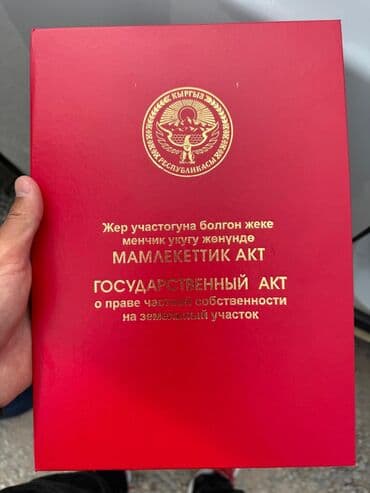 КЫРГЫЗ
РЕСПУБЛИКАСЫ
Жер участогуна болгон жеке
менчик укугу жөнүндө
МАМЛЕКЕТТИК АКТ
ГОСУДАРСТВЕННЫЙ АКТ
о праве частной собственности
на земельный участок